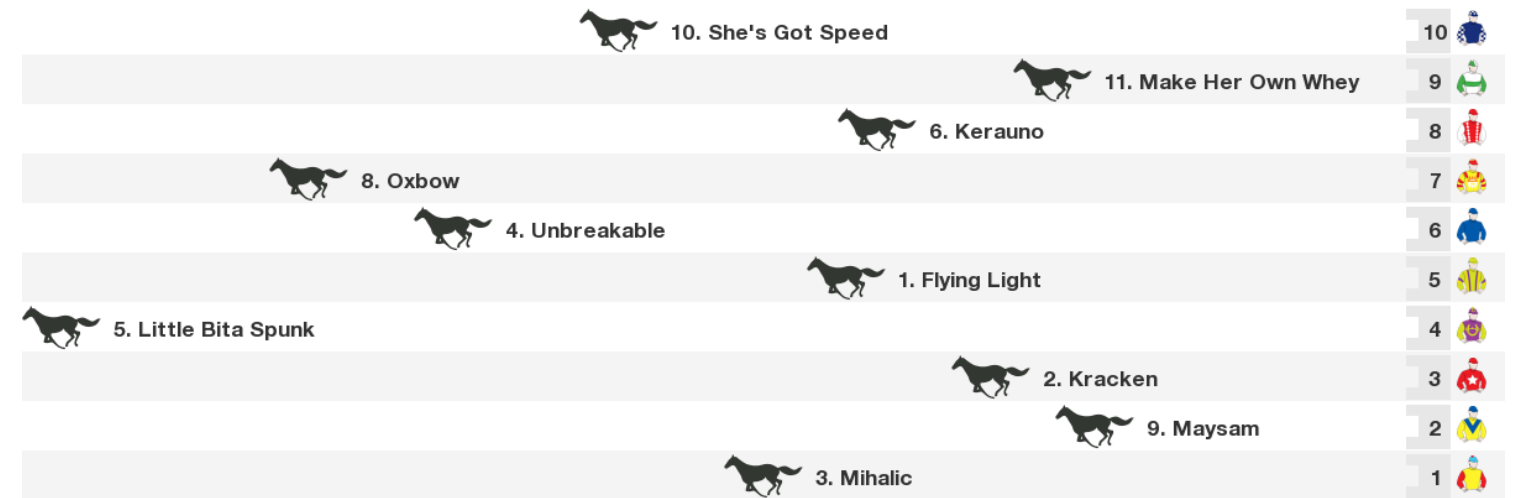 10. She's Got Speed 10
11. Make Her Own Whey 9
6. Kerauno 8
8. Oxbow 7
4. Unbreakable 6
1. Flying Light 5
5. Little Bita Spunk 4
2. Kracken 3
9. Maysam 2
3. Mihalic 1